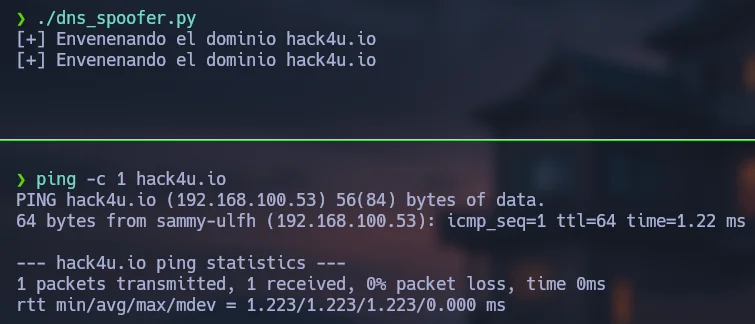 ❯ ./dns_spoofer.py
[+] Envenenando el dominio hack4u.io
[+] Envenenando el dominio hack4u.io
❯ ping -c 1 hack4u.io
PING hack4u.io (192.168.100.53) 56(84) bytes of data.
64 bytes from sammy-ulfh (192.168.100.53): icmp_seq=1 ttl=64 time=1.22 ms
--- hack4u.io ping statistics ---
1 packets transmitted, 1 received, 0% packet loss, time 0ms
rtt min/avg/max/mdev = 1.223/1.223/1.223/0.000 ms